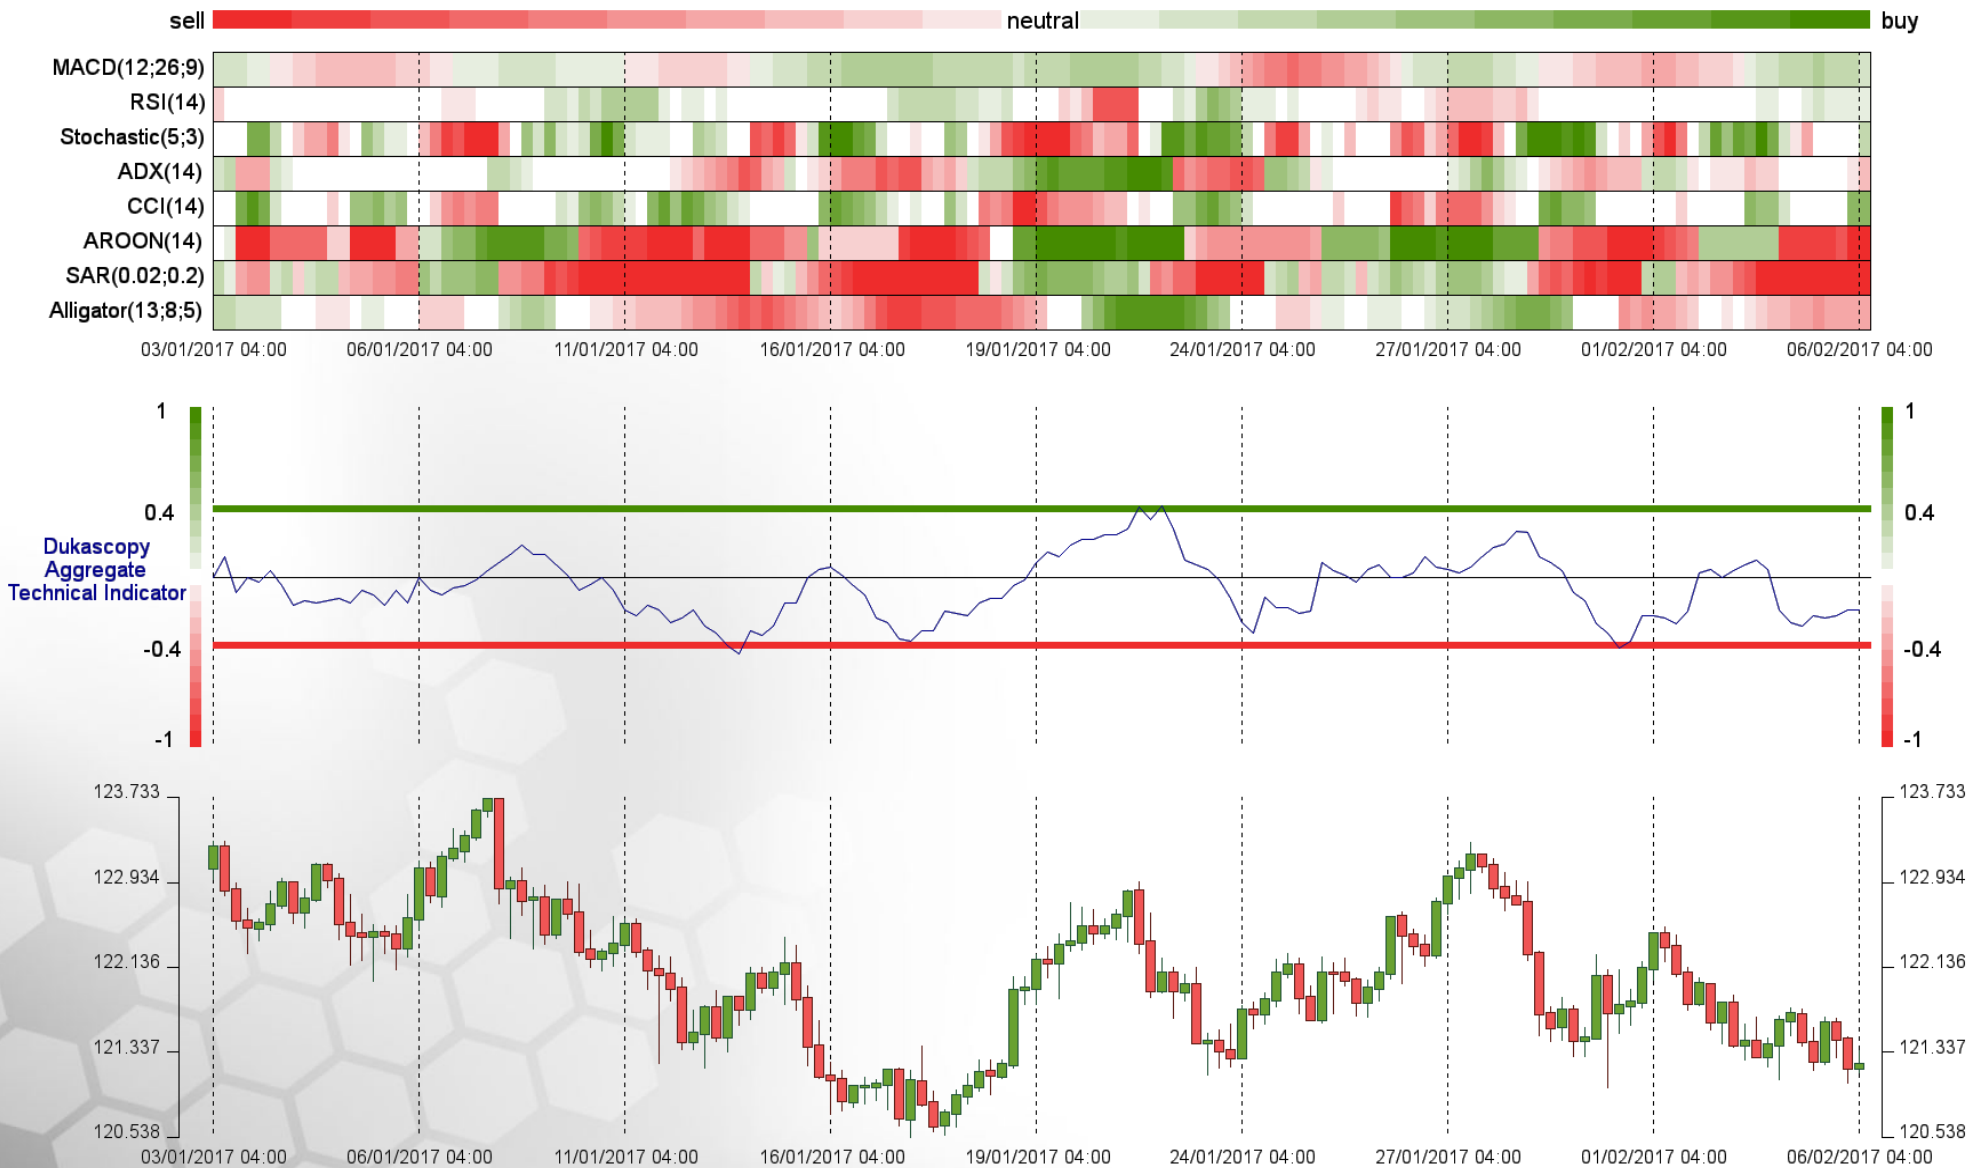 sell neutral buy
MACD(12;26;9)
RSI(14)
Stochastic(5;3)
ADX(14)
CCI(14)
AROON(14)
SAR(0.02;0.2)
Alligator(13;8;5)
03/01/2017 04:00 06/01/2017 04:00 11/01/2017 04:00 16/01/2017 04:00 19/01/2017 04:00 24/01/2017 04:00 27/01/2017 04:00 01/02/2017 04:00 06/02/2017 04:00
1 1
0.4 0.4
Dukascopy
Aggregate
Technical Indicator
-0.4 -0.4
-1 -1
123.733 123.733
122.934 122.934
122.136 122.136
121.337 121.337
120.538 120.538
03/01/2017 04:00 06/01/2017 04:00 11/01/2017 04:00 16/01/2017 04:00 19/01/2017 04:00 24/01/2017 04:00 27/01/2017 04:00 01/02/2017 04:00 06/02/2017 04:00